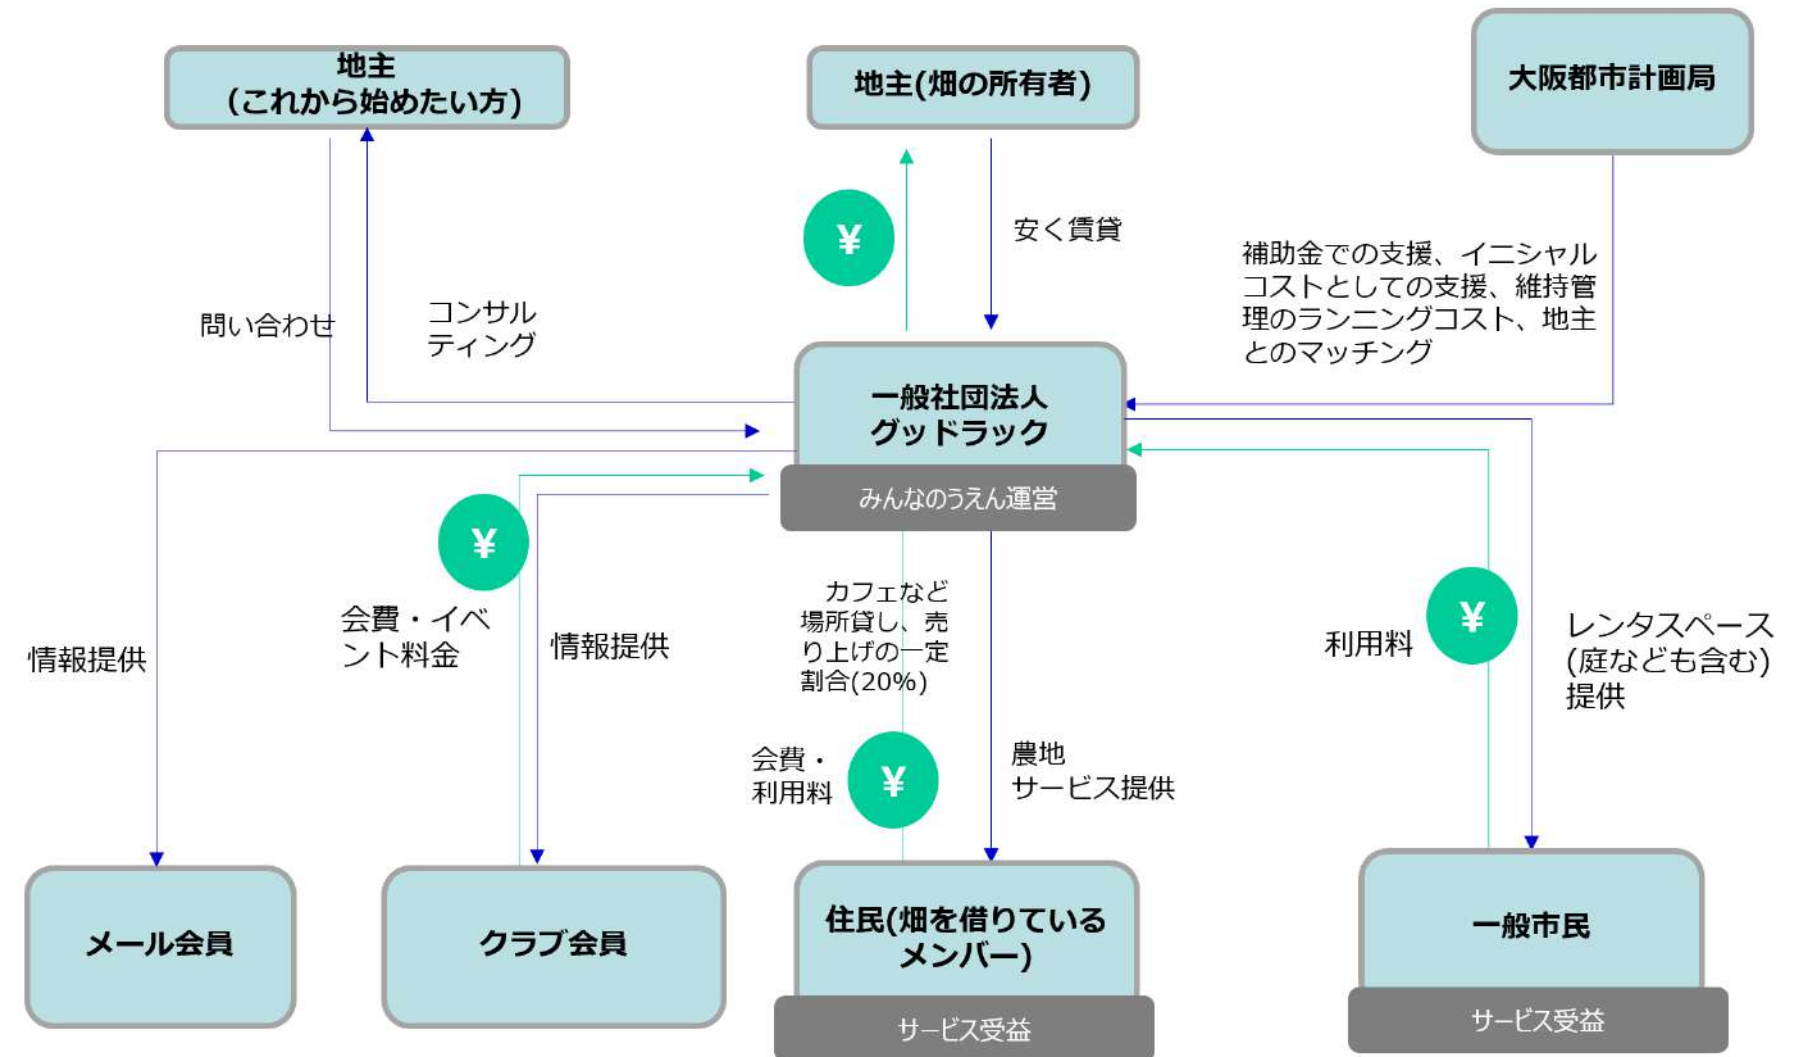 地主
（これから始めたい方)
地主(畑の所有者)
大阪都市計画局
¥
安く賃貸
補助金での支援、イニシャル
コストとしての支援、維持管
理のランニングコスト、地主
とのマッチング
問い合わせ
コンサル
ティング
一般社団法人
グッドラック
みんなのうえん運営
¥
会費・イベ
ント料金
情報提供
情報提供
カフェなど
場所貸し、売
り上げの一定
割合(20%)
会費・
利用料
¥
農地
サービス提供
利用料
¥
レンタスペース
(庭なども含む)
提供
メール会員
クラブ会員
住民(畑を借りている
メンバー)
サービス受益
一般市民
サービス受益